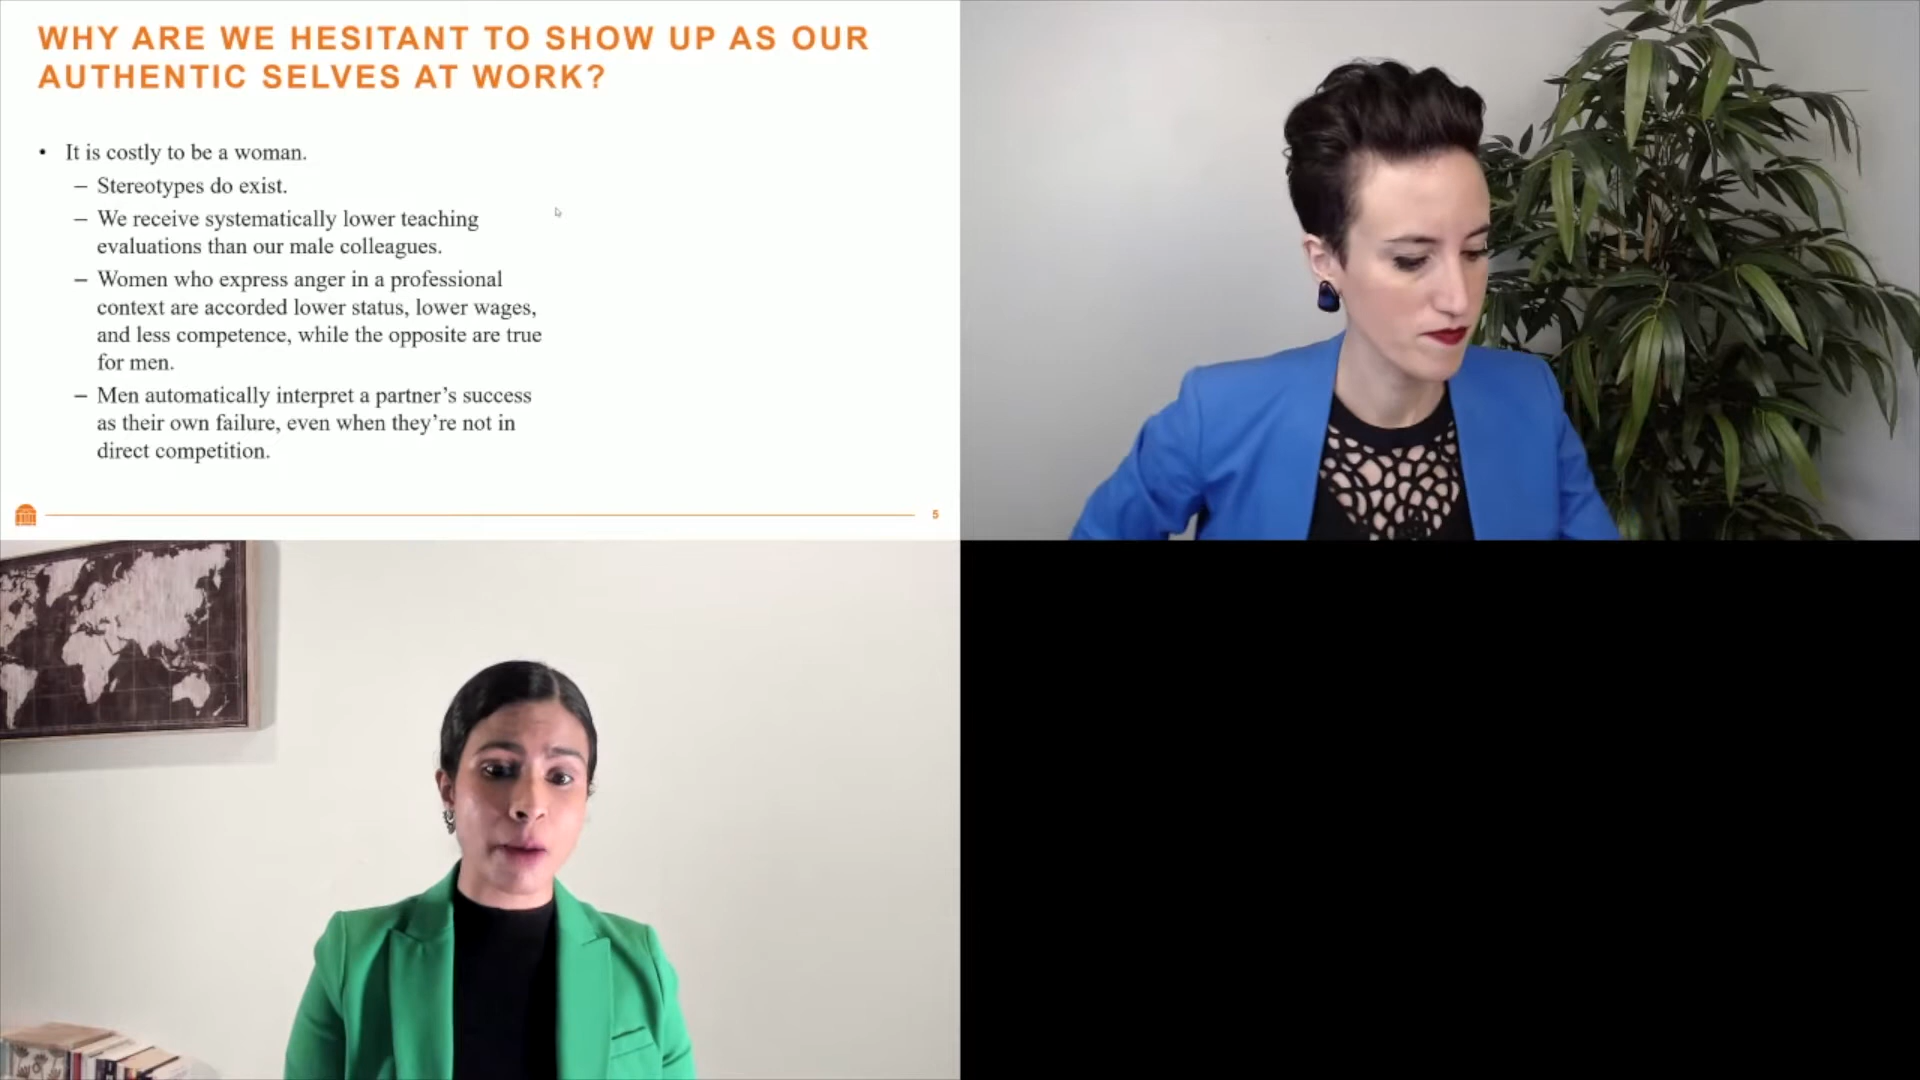 WHY ARE WE HESITANT TO SHOW UP AS OUR
AUTHENTIC SELVES AT WORK?
• It is costly to be a woman.
– Stereotypes do exist.
– We receive systematically lower teaching
evaluations than our male colleagues.
– Women who express anger in a professional
context are accorded lower status, lower wages,
and less competence, while the opposite are true
for men.
– Men automatically interpret a partner’s success
as their own failure, even when they’re not in
direct competition.
5